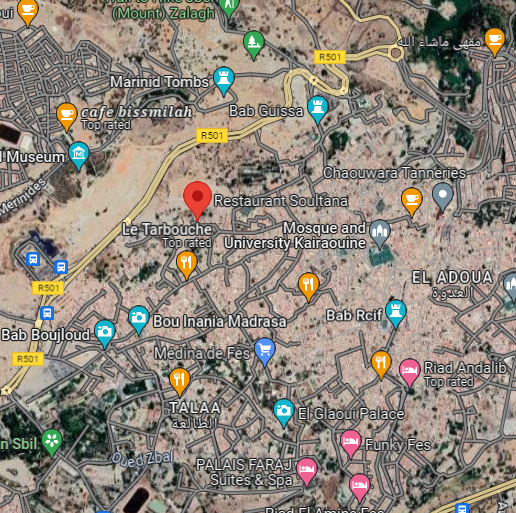 (Mount) Zalagh
R501
مقهى ماشاء الله
Marinid Tombs
Bab Guissa
cafe bissmilah
Top rated
R501
Museum
Chaouwara Tanneries
Mérinides
Restaurant Soultana
Le Tarbouche
Top rated
Mosque and
University Kairaouine
EL ADOUA
العدوة
R501
Bab Rcif
Bou Inania Madrasa
Bab Boujloud
Médina de Fès
R501
Riad Andalib
Top rated
TALAA
الطالعة
El Glaoui Palace
n Sbil
Funky Fes
Oued Zbal
PALAIS FARAJ
Suites & Spa
Riad El Amine Fes